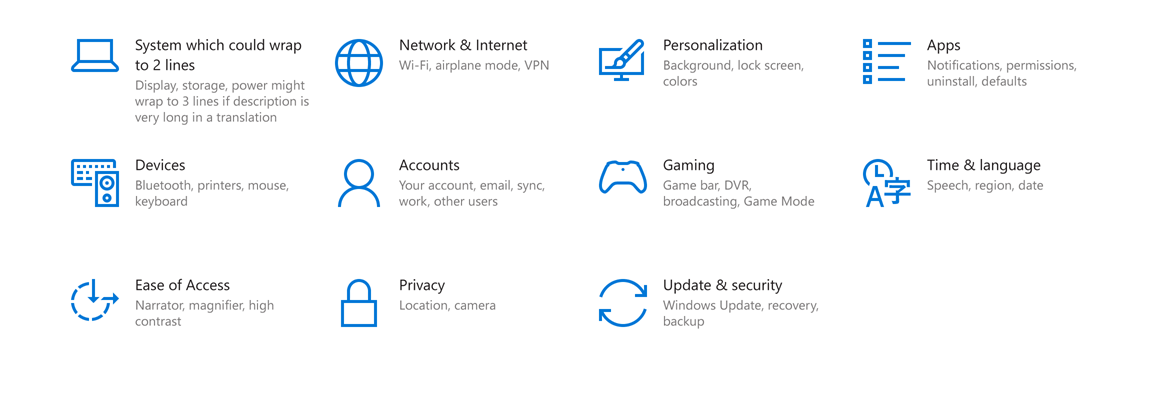 System which could wrap
to 2 lines
Display, storage, power might
wrap to 3 lines if description is
very long in a translation
Network & Internet
Wi-Fi, airplane mode, VPN
Personalization
Background, lock screen,
colors
Apps
Notifications, permissions,
uninstall, defaults
Devices
Bluetooth, printers, mouse,
keyboard
Accounts
Your account, email, sync,
work, other users
Gaming
Game bar, DVR,
broadcasting, Game Mode
A字
Time & language
Speech, region, date
Ease of Access
Narrator, magnifier, high
contrast
Privacy
Location, camera
Update & security
Windows Update, recovery,
backup